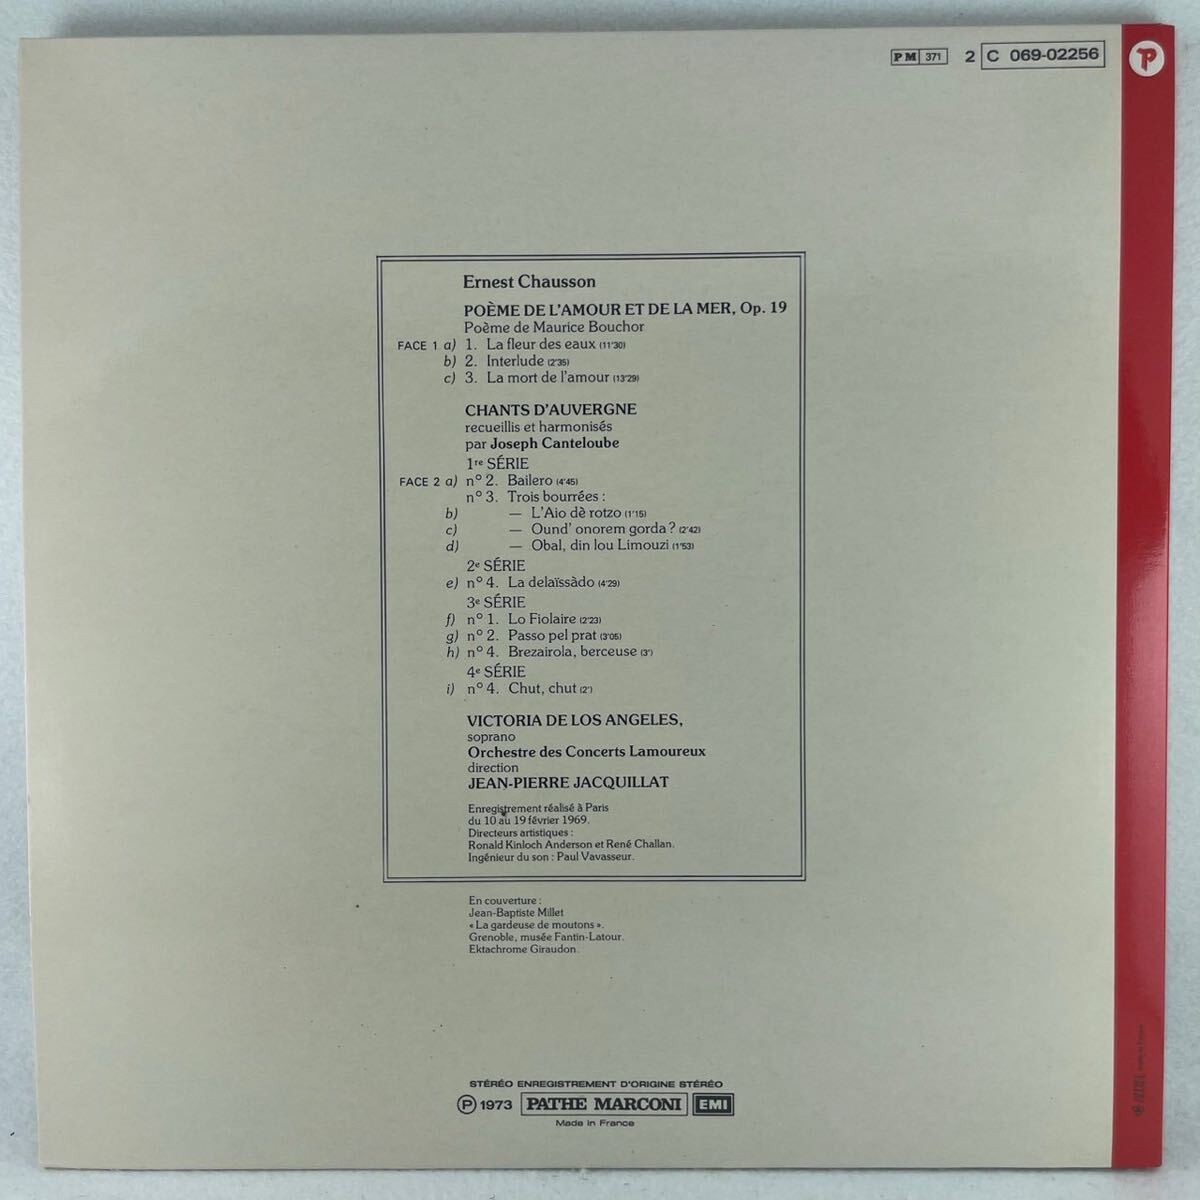 PM 371 2 C 069-02256
P
Ernest Chausson
POÈME DE L'AMOUR ET DE LA MER, Op. 19
Poème de Maurice Bouchor
FACE 1 a) 1. La fleur des eaux (11'30)
b) 2. Interlude (2'35)
c) 3. La mort de l'amour (13'29)
CHANTS D'AUVERGNE
recueillis et harmonisés
par Joseph Canteloube
1re SÉRIE
FACE 2 a) n° 2. Bailero (4'45)
n° 3. Trois bourrées :
b) — L'Aio dè rotzo (1'15)
c) — Ound' onorem gorda ? (2'42)
d) — Obal, din lou Limouzi (1'53)
2e SÉRIE
e) n° 4. La delaïssàdo (4'29)
3e SÉRIE
f) n° 1. Lo Fiolaire (2'23)
g) n° 2. Passo pel prat (3'05)
h) n° 4. Brezairola, berceuse (3')
4e SÉRIE
i) n° 4. Chut, chut (2')
VICTORIA DE LOS ANGELES,
soprano
Orchestre des Concerts Lamoureux
direction
JEAN-PIERRE JACQUILLAT
Enregistrement réalisé à Paris
du 10 au 19 février 1969.
Directeurs artistiques :
Ronald Kinloch Anderson et René Challan.
Ingénieur du son : Paul Vavasseur.
En couverture :
Jean-Baptiste Millet
« La gardeuse de moutons ».
Grenoble, musée Fantin-Latour.
Ektachrome Giraudon.
STÉRÉO ENREGISTREMENT D'ORIGINE STÉRÉO
℗ 1973 PATHE MARCONI EMI
Made in France